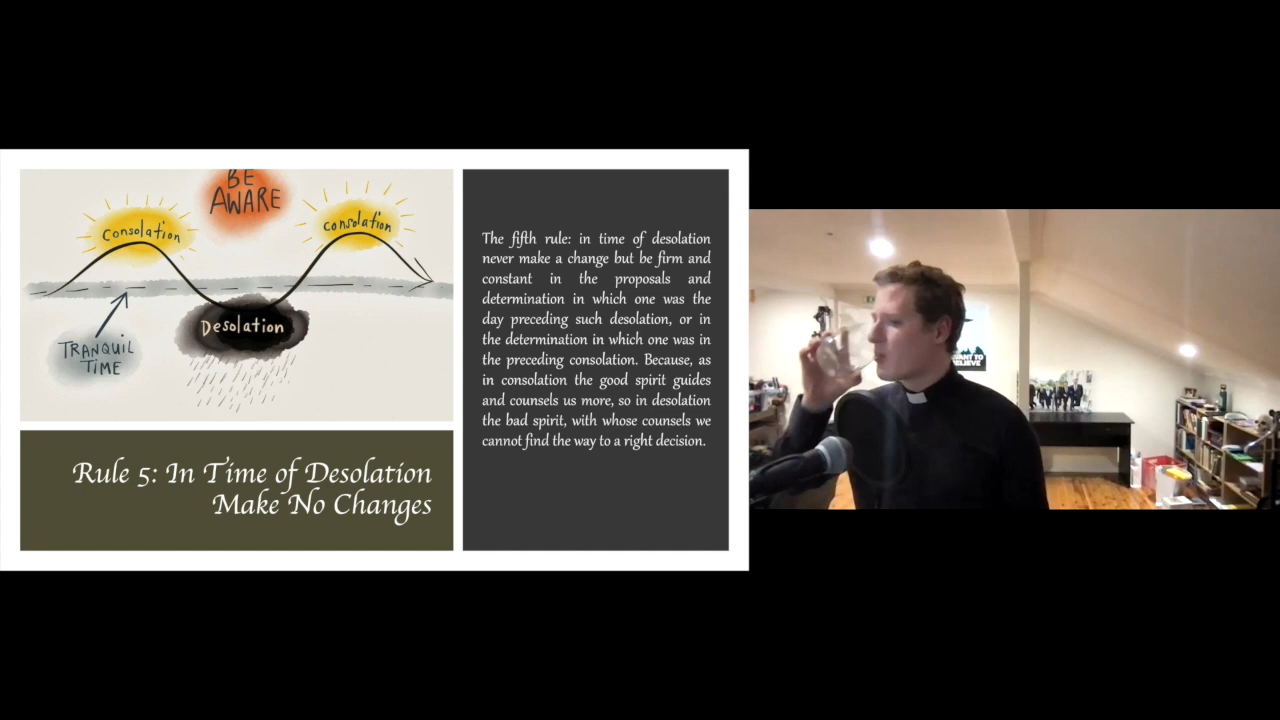 BE
AWARE
Consolation
consolation
Desolation
TRANQUIL
TIME
Rule 5: In Time of Desolation
Make No Changes
The fifth rule: in time of desolation
never make a change but be firm and
constant in the proposals and
determination in which one was the
day preceding such desolation, or in
the determination in which one was in
the preceding consolation. Because, as
in consolation the good spirit guides
and counsels us more, so in desolation
the bad spirit, with whose counsels we
cannot find the way to a right decision.
WANT TO
BELIEVE